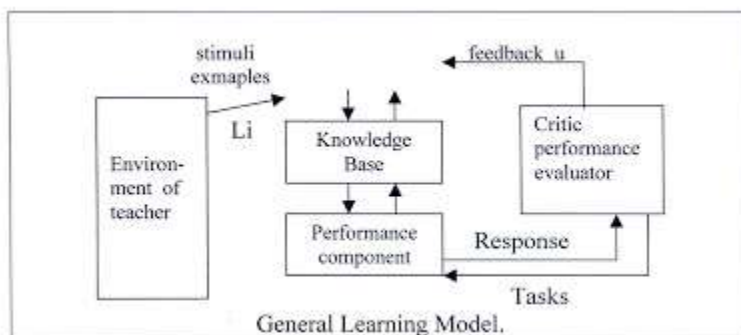 stimuli
exmaples
feedback u
Li
Environ-
ment of
teacher
Knowledge
Base
Critic
performance
evaluator
Performance
component
Response
Tasks
General Learning Model.